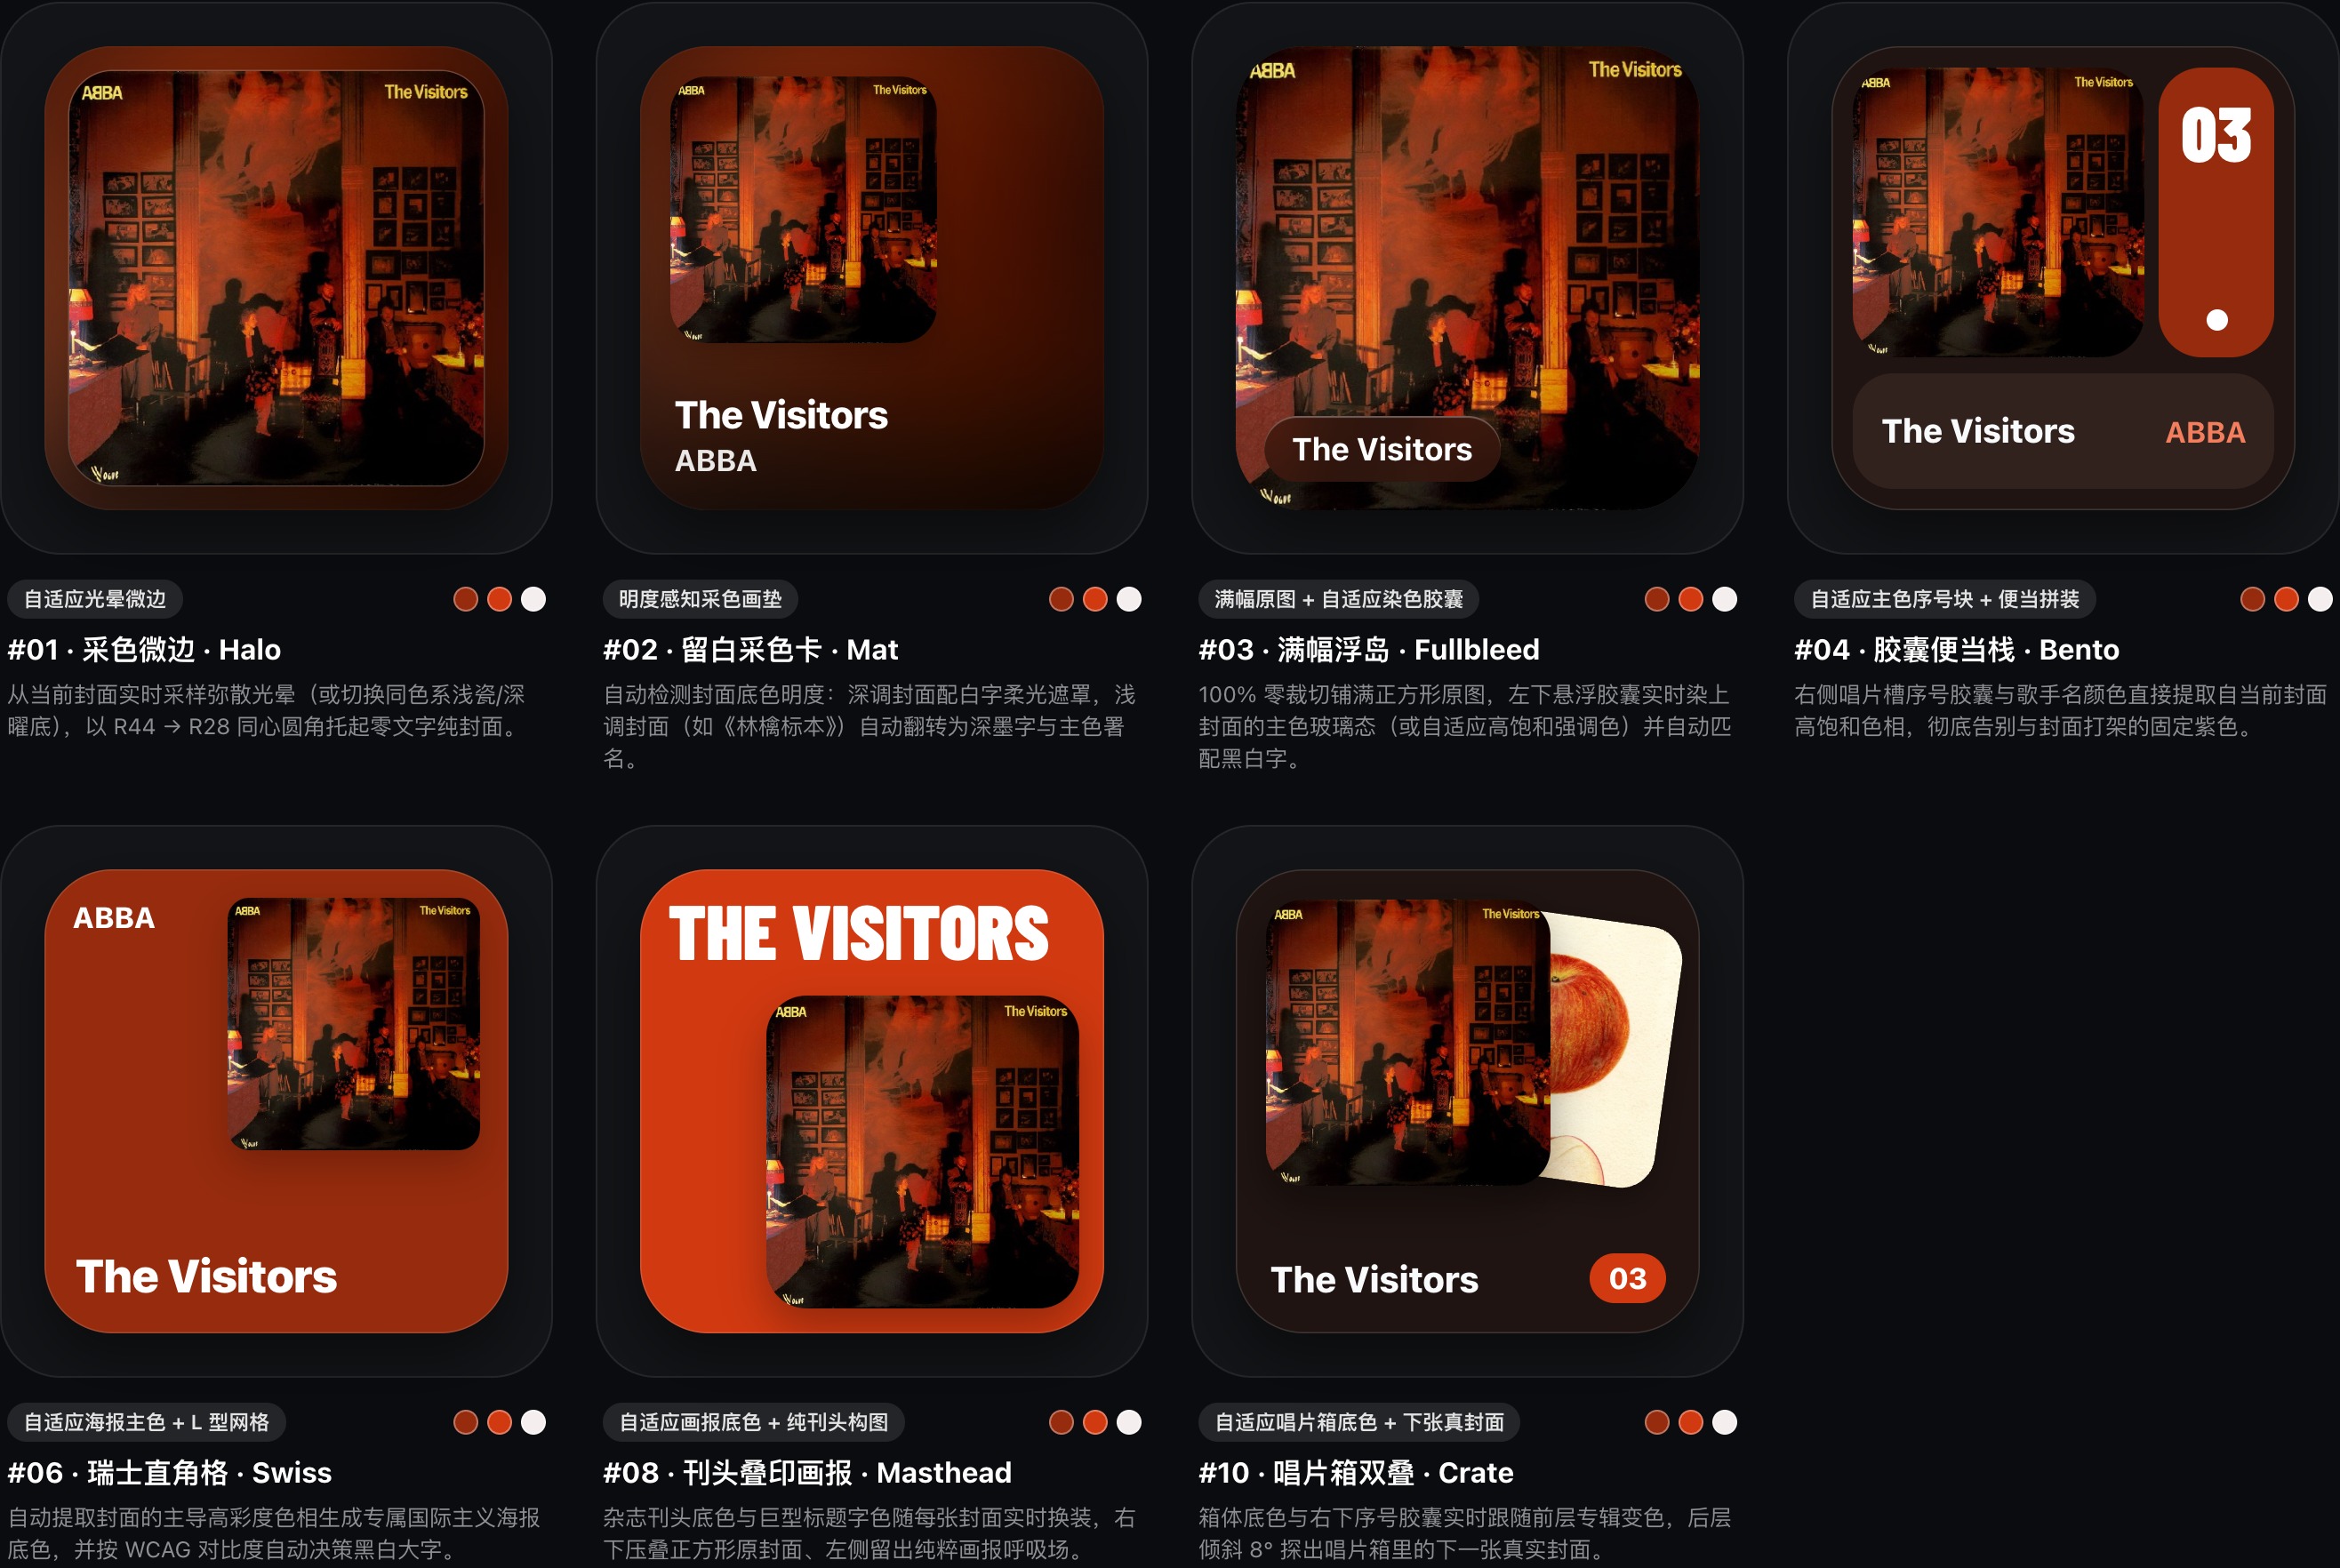 ABBA
The Visitors
ABBA
The Visitors
The Visitors
ABBA
ABBA
The Visitors
The Visitors
ABBA
The Visitors
03
The Visitors
ABBA
自适应光晕微边
#01 · 采色微边 · Halo
从当前封面实时采样弥散光晕（或切换同色系浅瓷/深
曜底），以 R44 → R28 同心圆角托起零文字纯封面。
明度感知采色画垫
#02 · 留白采色卡 · Mat
自动检测封面底色明度：深调封面配白字柔光遮罩，浅
调封面（如《林檎标本》）自动翻转为深墨字与主色署
名。
满幅原图 + 自适应染色胶囊
#03 · 满幅浮岛 · Fullbleed
100% 零裁切铺满正方形原图，左下悬浮胶囊实时染上
封面的主色玻璃态（或自适应高饱和强调色）并自动匹
配黑白字。
自适应主色序号块 + 便当拼装
#04 · 胶囊便当栈 · Bento
右侧唱片槽序号胶囊与歌手名颜色直接提取自当前封面
高饱和色相，彻底告别与封面打架的固定紫色。
ABBA
ABBA
The Visitors
The Visitors
THE VISITORS
ABBA
The Visitors
ABBA
The Visitors
The Visitors
03
自适应海报主色 + L 型网格
#06 · 瑞士直角格 · Swiss
自动提取封面的主导高彩度色相生成专属国际主义海报
底色，并按 WCAG 对比度自动决策黑白大字。
自适应画报底色 + 纯刊头构图
#08 · 刊头叠印画报 · Masthead
杂志刊头底色与巨型标题字色随每张封面实时换装，右
下压叠正方形原封面、左侧留出纯粹画报呼吸场。
自适应唱片箱底色 + 下张真封面
#10 · 唱片箱双叠 · Crate
箱体底色与右下序号胶囊实时跟随前层专辑变色，后层
倾斜 8° 探出唱片箱里的下一张真实封面。